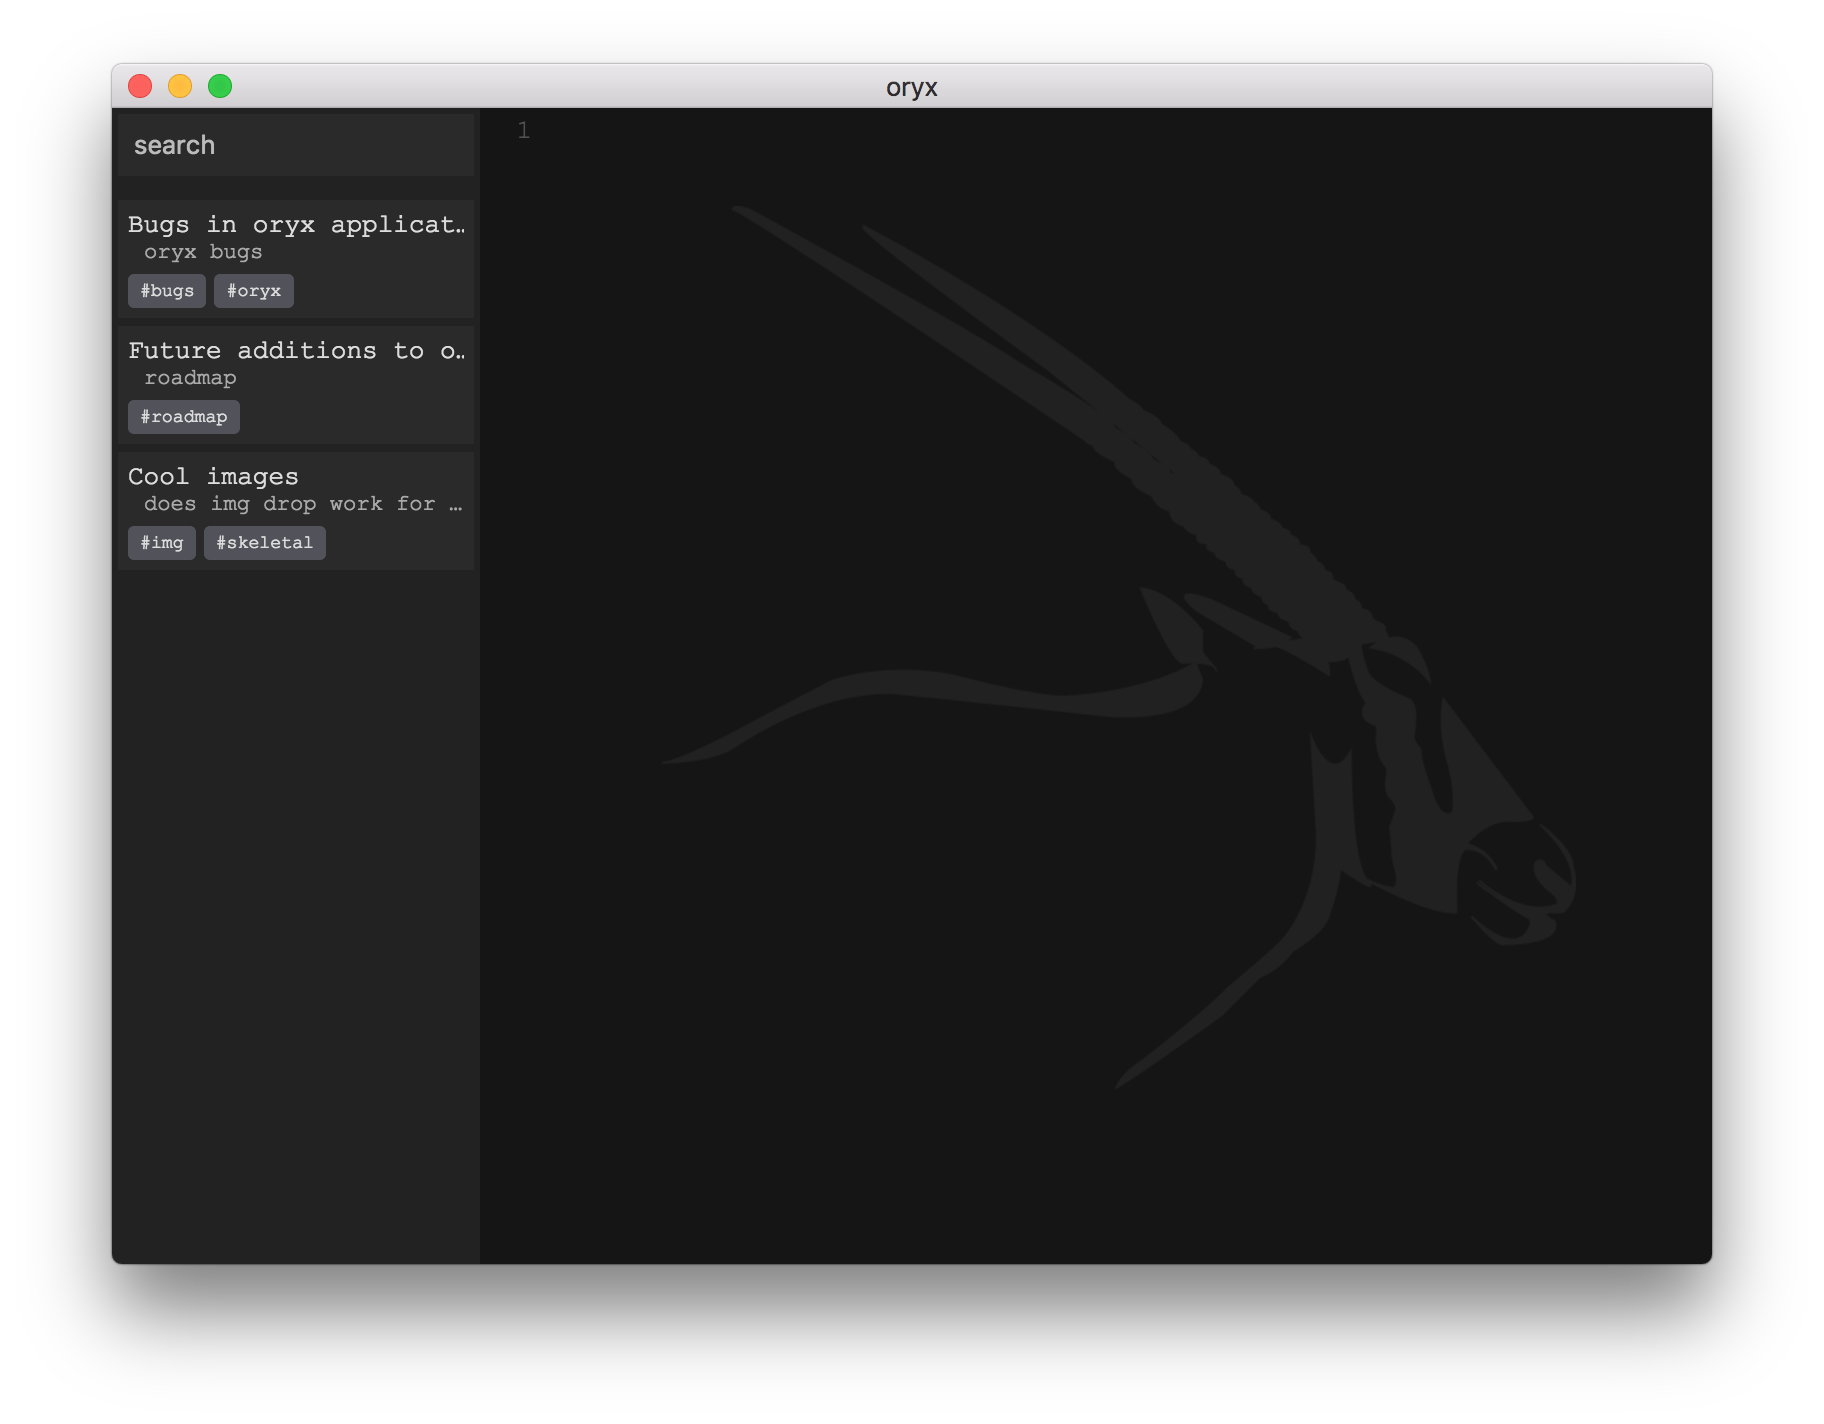 oryx
search
1
Bugs in oryx applicat…
oryx bugs
#bugs #oryx
Future additions to o…
roadmap
#roadmap
Cool images
does img drop work for …
#img #skeletal